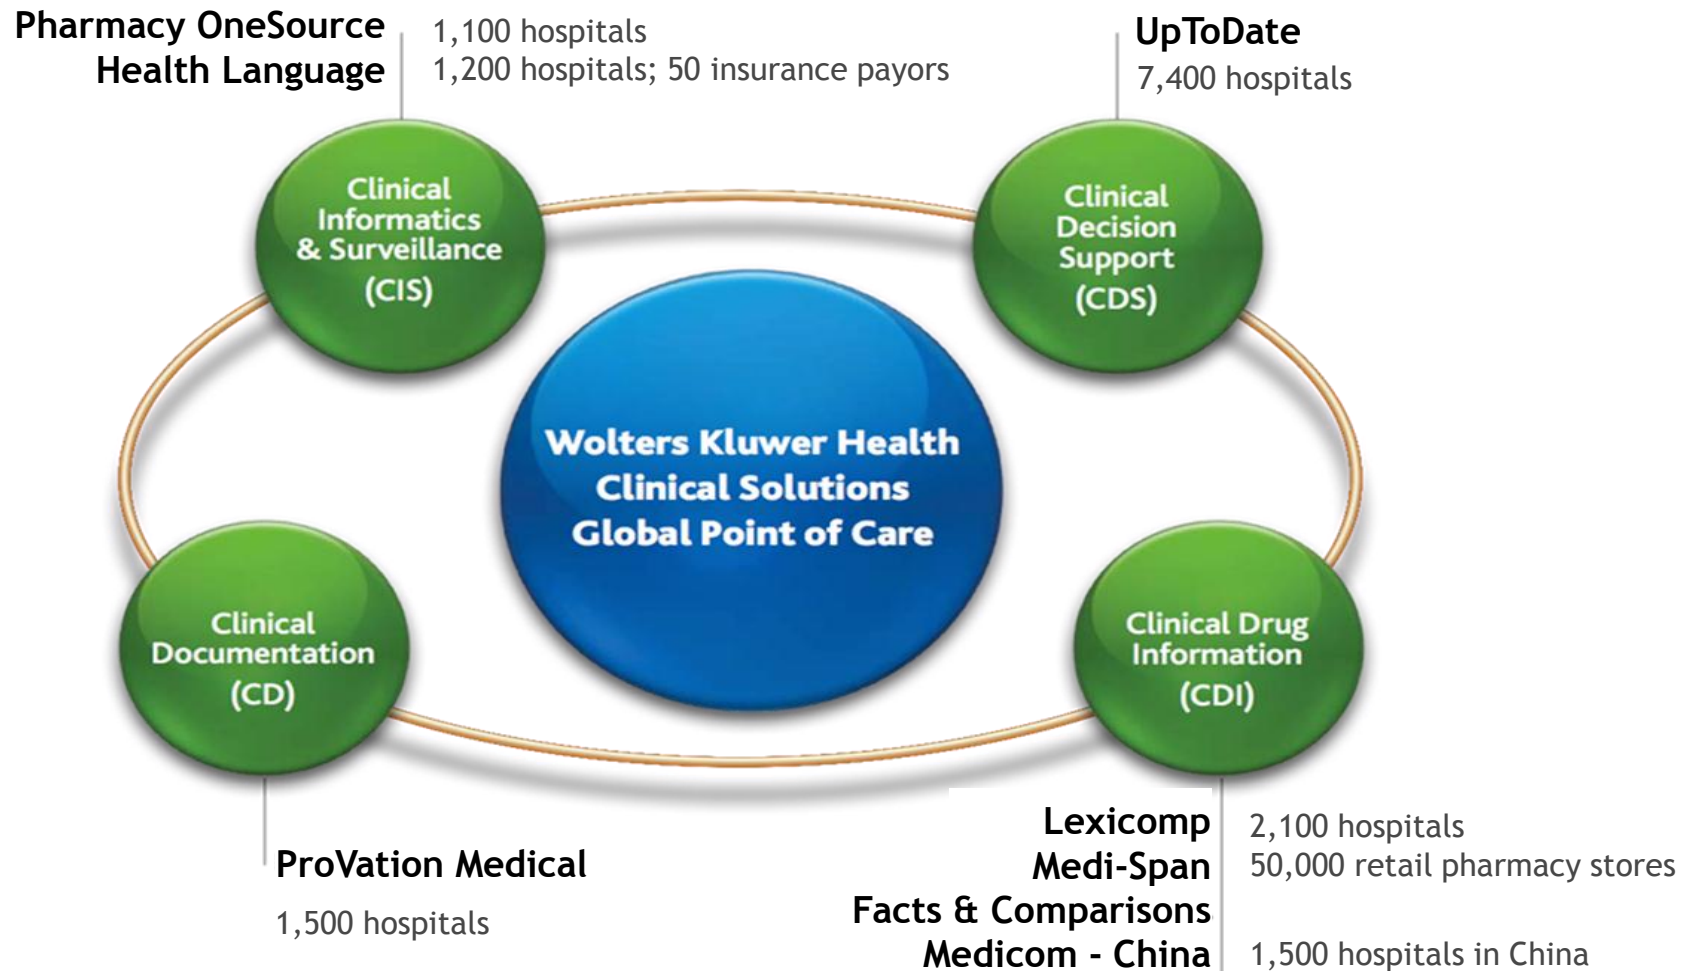 Pharmacy OneSource
1,100 hospitals
Health Language
1,200 hospitals; 50 insurance payors
UpToDate
7,400 hospitals
Clinical
Informatics
& Surveillance
(CIS)
Clinical
Decision
Support
(CDS)
Wolters Kluwer Health
Clinical Solutions
Global Point of Care
Clinical
Documentation
(CD)
Clinical Drug
Information
(CDI)
ProVation Medical
1,500 hospitals
Lexicomp
2,100 hospitals
Medi-Span
50,000 retail pharmacy stores
Facts & Comparisons
Medicom - China
1,500 hospitals in China